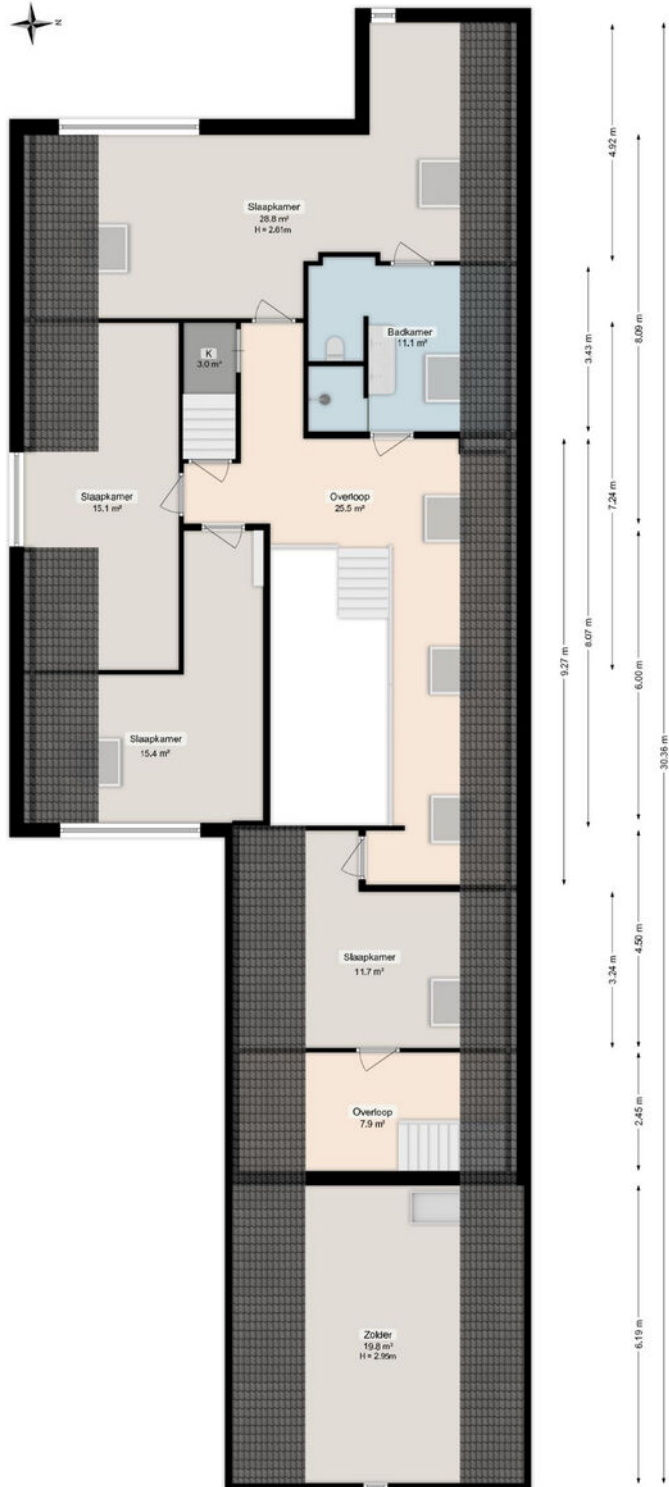 N
4.92 m
Slaapkamer
28.8 m²
H = 2.61m
8.09 m
Badkamer
11.1 m²
3.43 m
K
3.0 m²
7.24 m
Slaapkamer
15.1 m²
Overloop
25.5 m²
8.07 m
9.27 m
6.00 m
30.36 m
Slaapkamer
15.4 m²
4.50 m
Slaapkamer
11.7 m²
3.24 m
Overloop
7.9 m²
2.45 m
Zolder
19.8 m²
H = 2.95m
6.19 m